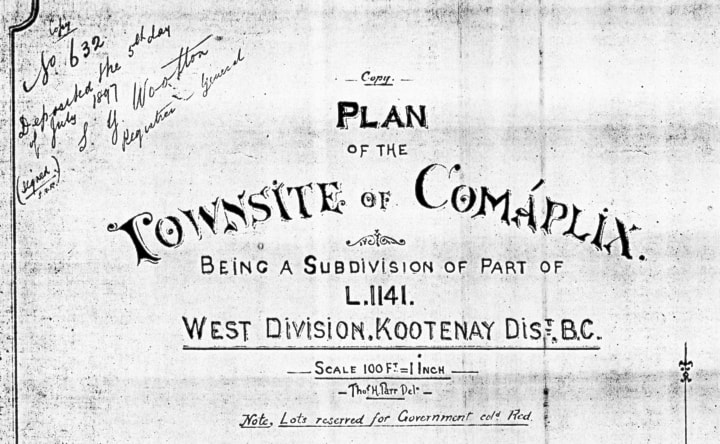 Copy
No 632
Deposited the 5th day
of July 1897
S. Y. Wootton
Registrar General
(signed)
Copy.
PLAN
OF THE
TOWNSITE OF COMÁPLIX.
BEING A SUBDIVISION OF PART OF
L.1141.
WEST DIVISION, KOOTENAY DIST, B.C.
SCALE 100 FT = 1 INCH
Thos H. Parr Delt
Note, Lots reserved for Government cold Red.